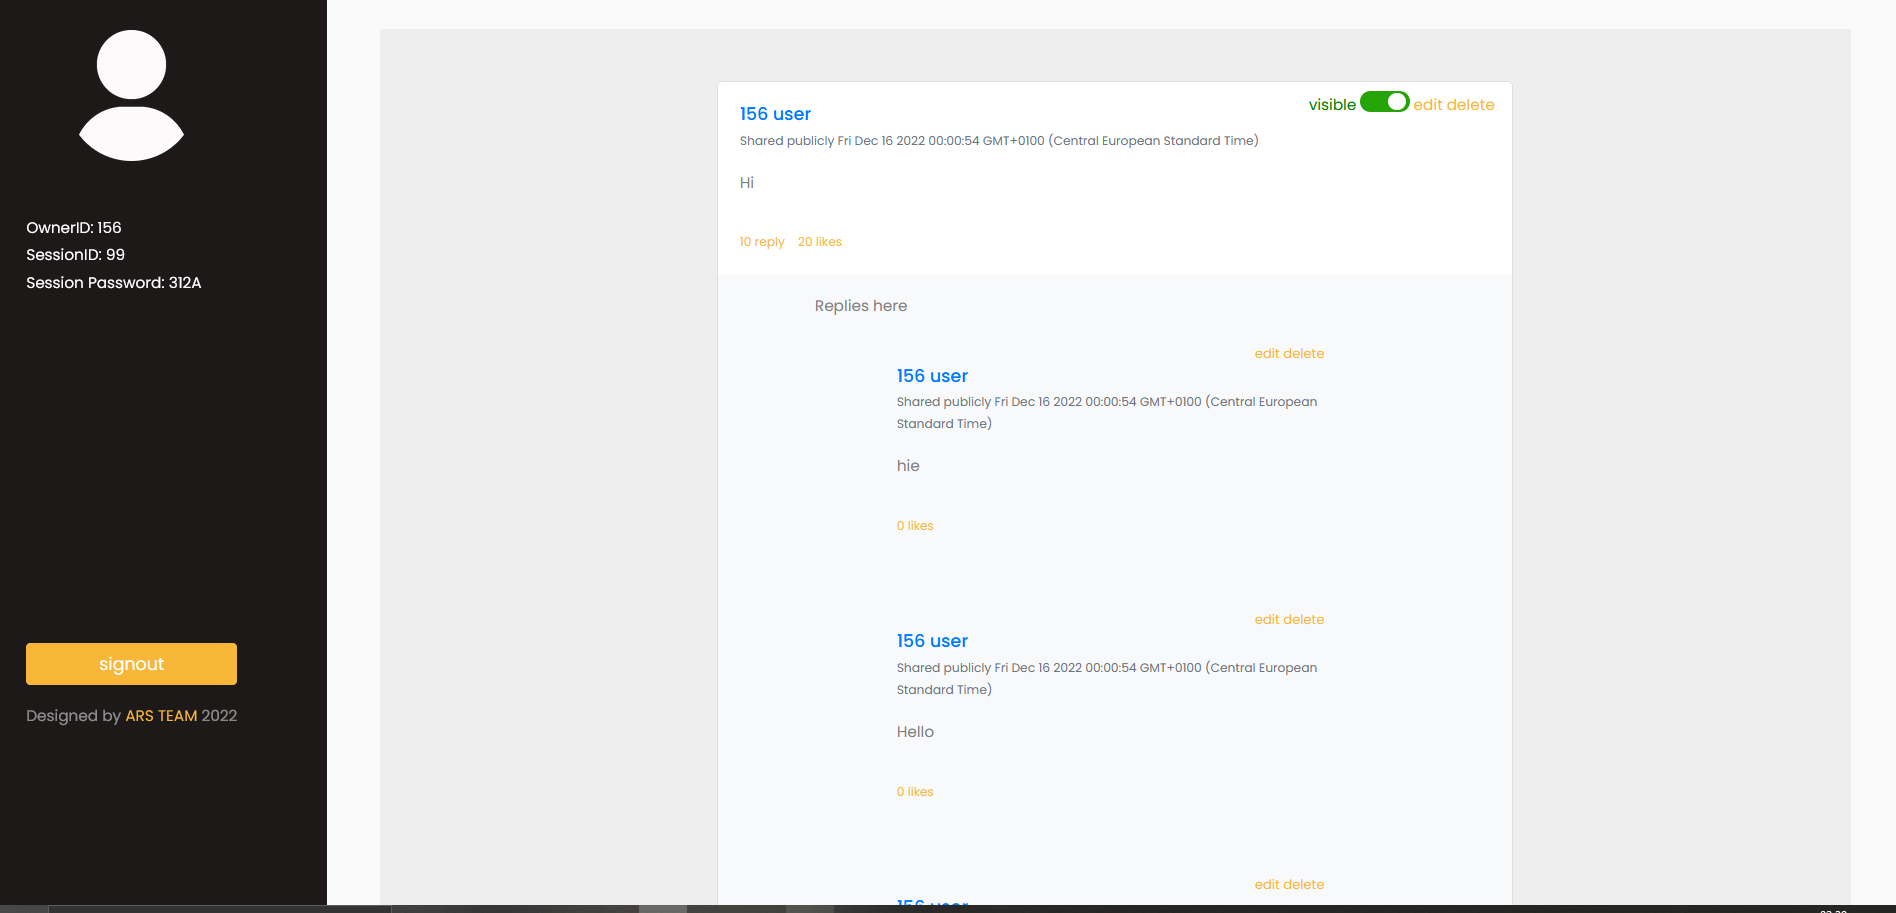 OwnerID: 156
SessionID: 99
Session Password: 312A
signout
Designed by ARS TEAM 2022
156 user
visible edit delete
Shared publicly Fri Dec 16 2022 00:00:54 GMT+0100 (Central European Standard Time)
Hi
10 reply 20 likes
Replies here
edit delete
156 user
Shared publicly Fri Dec 16 2022 00:00:54 GMT+0100 (Central European
Standard Time)
hie
0 likes
edit delete
156 user
Shared publicly Fri Dec 16 2022 00:00:54 GMT+0100 (Central European
Standard Time)
Hello
0 likes
edit delete
156 user